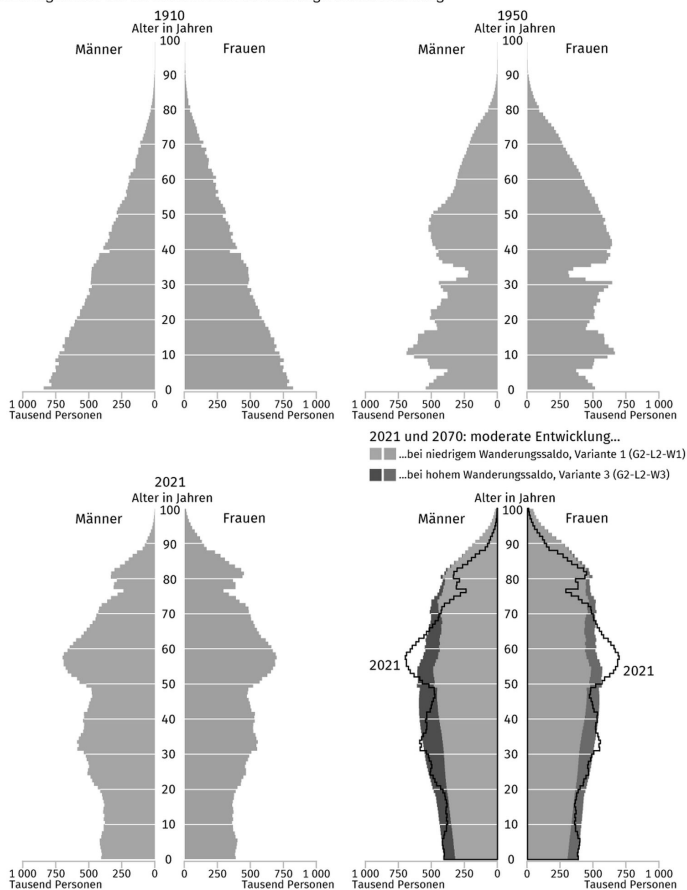 1910
Alter in Jahren
Männer
Frauen
100
90
80
70
60
50
40
30
20
10
0
1 000 750 500 250 0
0 250 500 750 1 000
Tausend Personen
Tausend Personen
1950
Alter in Jahren
Männer
Frauen
100
90
80
70
60
50
40
30
20
10
0
1 000 750 500 250 0
0 250 500 750 1 000
Tausend Personen
Tausend Personen
2021 und 2070: moderate Entwicklung...
...bei niedrigem Wanderungssaldo, Variante 1 (G2-L2-W1)
...bei hohem Wanderungssaldo, Variante 3 (G2-L2-W3)
2021
Alter in Jahren
Männer
Frauen
100
90
80
70
60
50
40
30
20
10
0
1 000 750 500 250 0
0 250 500 750 1 000
Tausend Personen
Tausend Personen
Alter in Jahren
Männer
Frauen
100
90
80
70
60
2021
2021
50
40
30
20
10
0
1 000 750 500 250 0
0 250 500 750 1 000
Tausend Personen
Tausend Personen